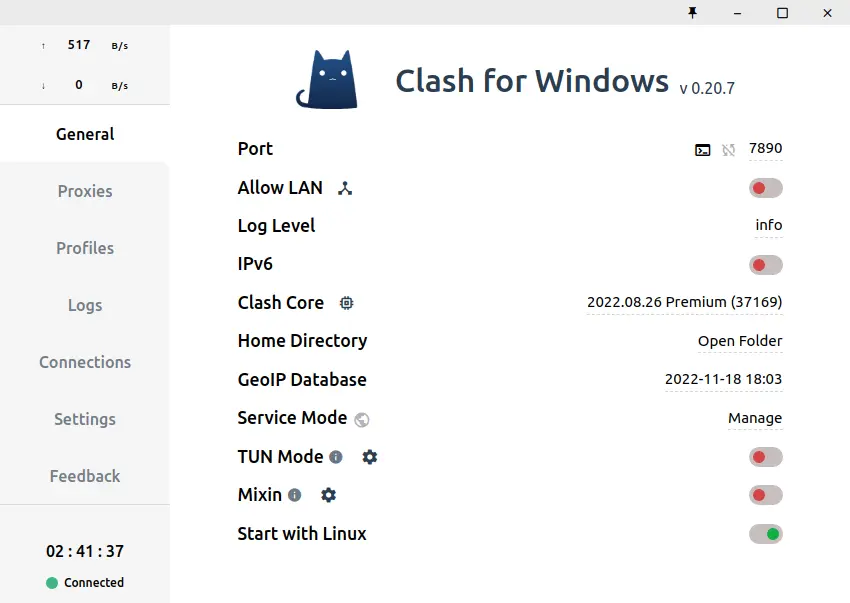 ↑ 517 B/s
↓ 0 B/s
General
Proxies
Profiles
Logs
Connections
Settings
Feedback
02 : 41 : 37
Connected
Clash for Windows v 0.20.7
Port 7890
Allow LAN
Log Level info
IPv6
Clash Core 2022.08.26 Premium (37169)
Home Directory Open Folder
GeoIP Database 2022-11-18 18:03
Service Mode Manage
TUN Mode
Mixin
Start with Linux